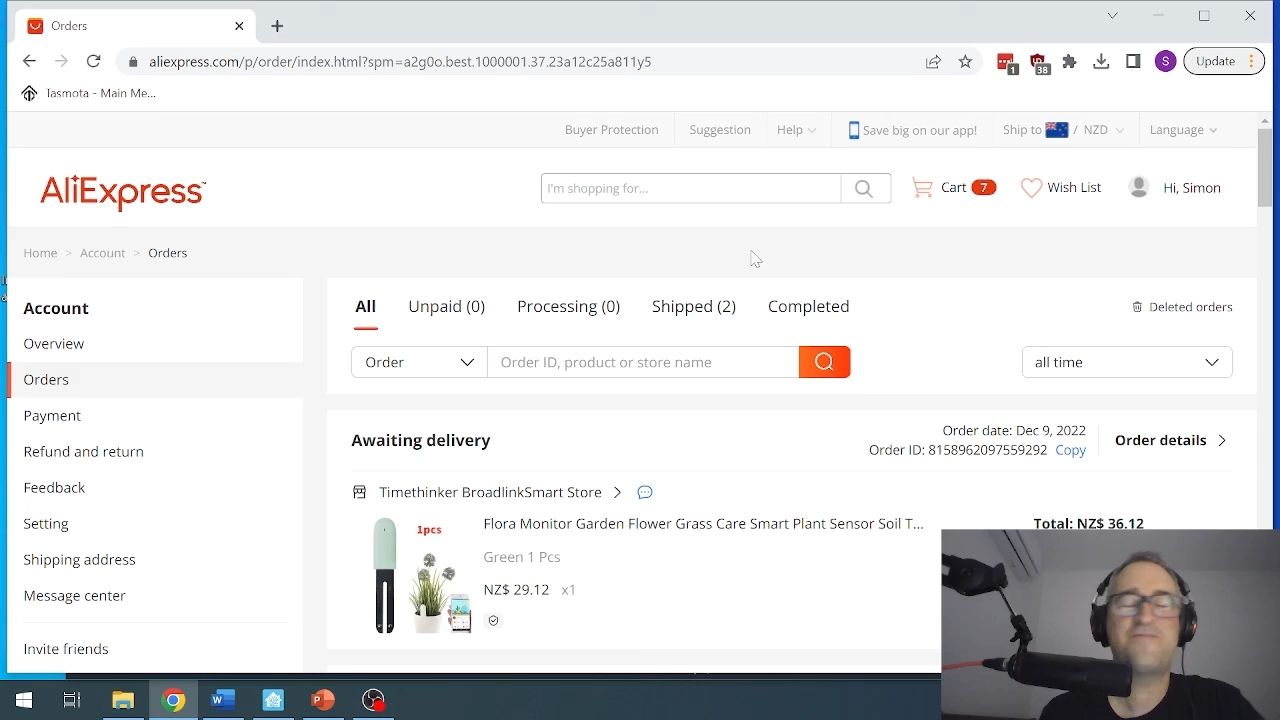 Orders
aliexpress.com/p/order/index.html?spm=a2g0o.best.1000001.37.23a12c25a811y5
1
38
S
Update
Tasmota - Main Me...
Buyer Protection
Suggestion
Help
Save big on our app!
Ship to / NZD
Language
AliExpress™
I'm shopping for...
Cart 7
Wish List
Hi, Simon
Home > Account > Orders
Account
Overview
Orders
Payment
Refund and return
Feedback
Setting
Shipping address
Message center
Invite friends
All
Unpaid (0)
Processing (0)
Shipped (2)
Completed
Deleted orders
Order
Order ID, product or store name
all time
Awaiting delivery
Order date: Dec 9, 2022
Order ID: 8158962097559292 Copy
Order details
Timethinker BroadlinkSmart Store
1pcs
Flora Monitor Garden Flower Grass Care Smart Plant Sensor Soil T...
Green 1 Pcs
NZ$ 29.12 x1
Total: NZ$ 36.12
W
P